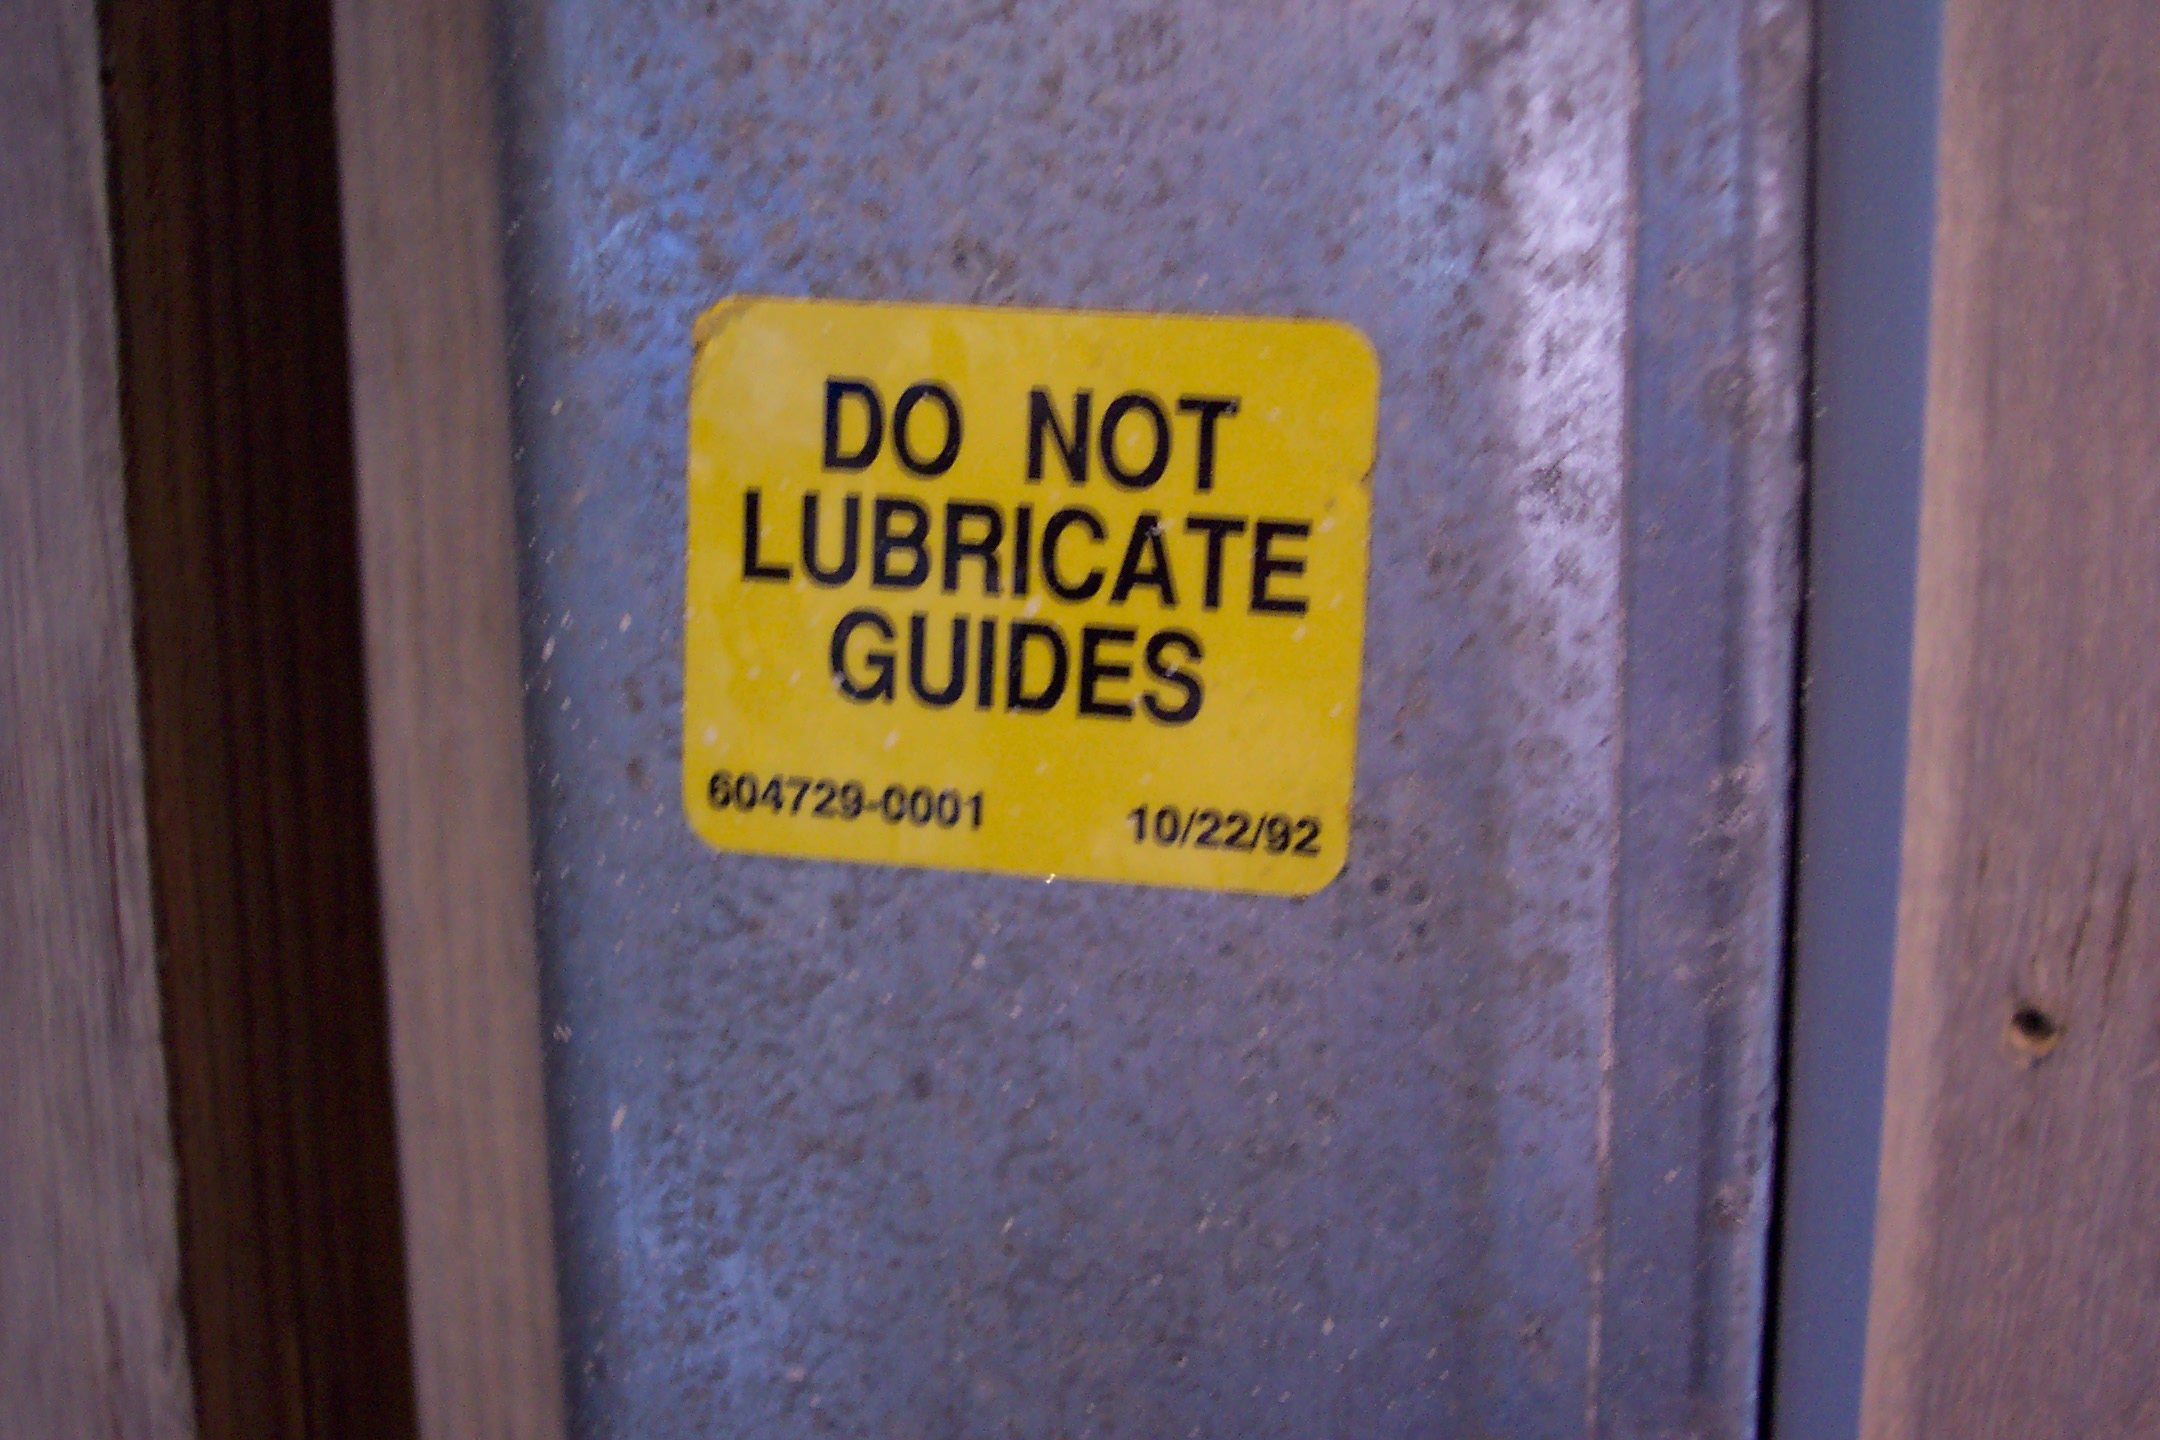 DO NOT
LUBRICATE
GUIDES
604729-0001 10/22/92